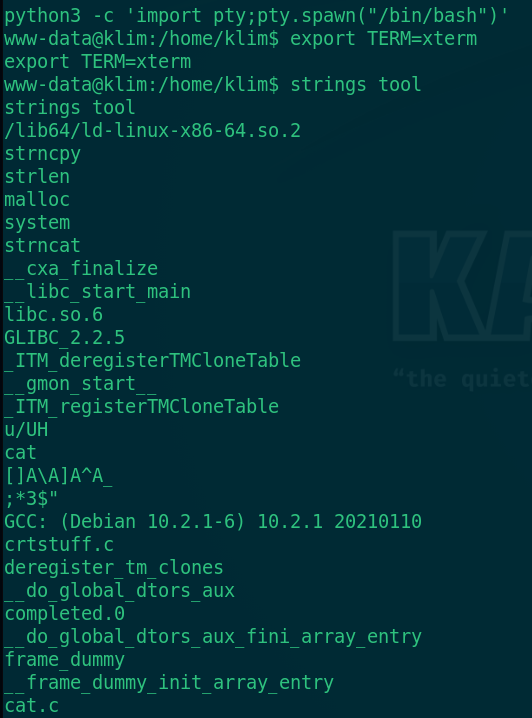 python3 -c 'import pty;pty.spawn("/bin/bash")'
www-data@klim:/home/klim$ export TERM=xterm
export TERM=xterm
www-data@klim:/home/klim$ strings tool
strings tool
/lib64/ld-linux-x86-64.so.2
strncpy
strlen
malloc
system
strncat
__cxa_finalize
__libc_start_main
libc.so.6
GLIBC_2.2.5
_ITM_deregisterTMCloneTable
__gmon_start__
_ITM_registerTMCloneTable
u/UH
cat
[]A\A]A^A_
;*3$"
GCC: (Debian 10.2.1-6) 10.2.1 20210110
crtstuff.c
deregister_tm_clones
__do_global_dtors_aux
completed.0
__do_global_dtors_aux_fini_array_entry
frame_dummy
__frame_dummy_init_array_entry
cat.c
KA
"the quiet